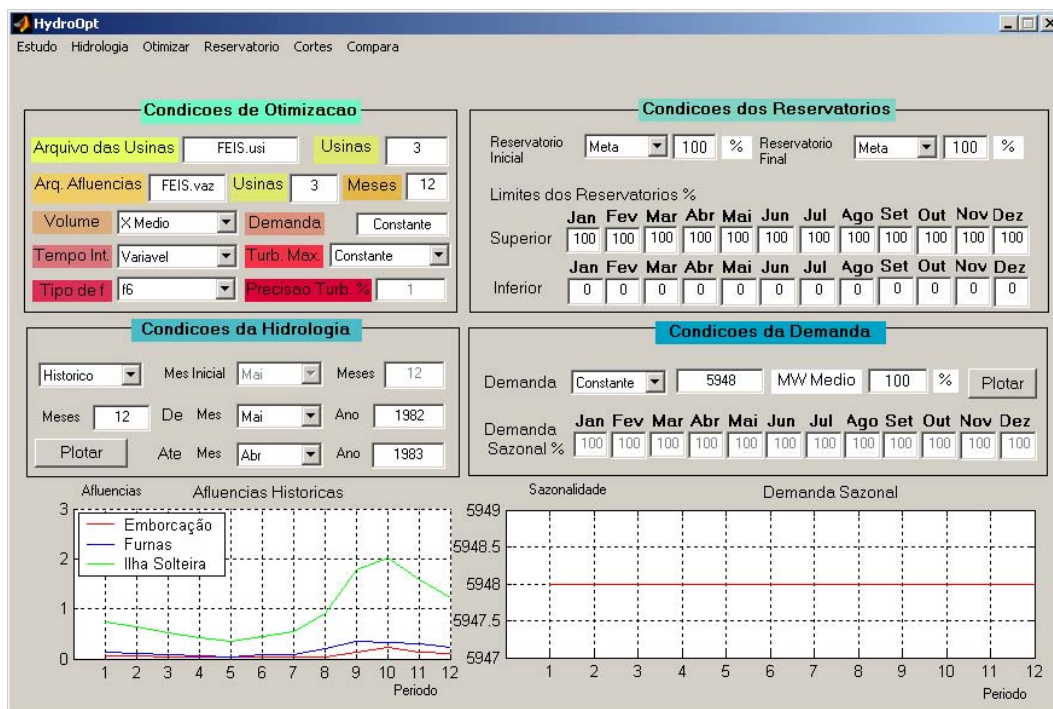 HydroOpt
Estudo Hidrologia Otimizar Reservatorio Cortes Compara
Condicoes de Otimizacao
Arquivo das Usinas FEIS.usi Usinas 3
Arq. Afluencias FEIS.vaz Usinas 3 Meses 12
Volume X Medio Demanda Constante
Tempo Int. Variavel Turb. Max. Constante
Tipo de f f6 Precisao Turb. % 1
Condicoes dos Reservatorios
Reservatorio Inicial Meta 100 % Reservatorio Final Meta 100 %
Limites dos Reservatorios %
Jan Fev Mar Abr Mai Jun Jul Ago Set Out Nov Dez
Superior 100 100 100 100 100 100 100 100 100 100 100 100
Jan Fev Mar Abr Mai Jun Jul Ago Set Out Nov Dez
Inferior 0 0 0 0 0 0 0 0 0 0 0 0
Condicoes da Hidrologia
Historico Mes Inicial Mai Meses 12
Meses 12 De Mes Mai Ano 1982
Plotar Ate Mes Abr Ano 1983
Condicoes da Demanda
Demanda Constante 5948 MW Medio 100 % Plotar
Jan Fev Mar Abr Mai Jun Jul Ago Set Out Nov Dez
Demanda Sazonal % 100 100 100 100 100 100 100 100 100 100 100 100
Afluencias Afluencias Historicas
3
Emborcação
Furnas
Ilha Solteira
2
1
0
1 2 3 4 5 6 7 8 9 10 11 12
Periodo
Sazonalidade Demanda Sazonal
5949
5948.5
5948
5947.5
5947
1 2 3 4 5 6 7 8 9 10 11 12
Periodo